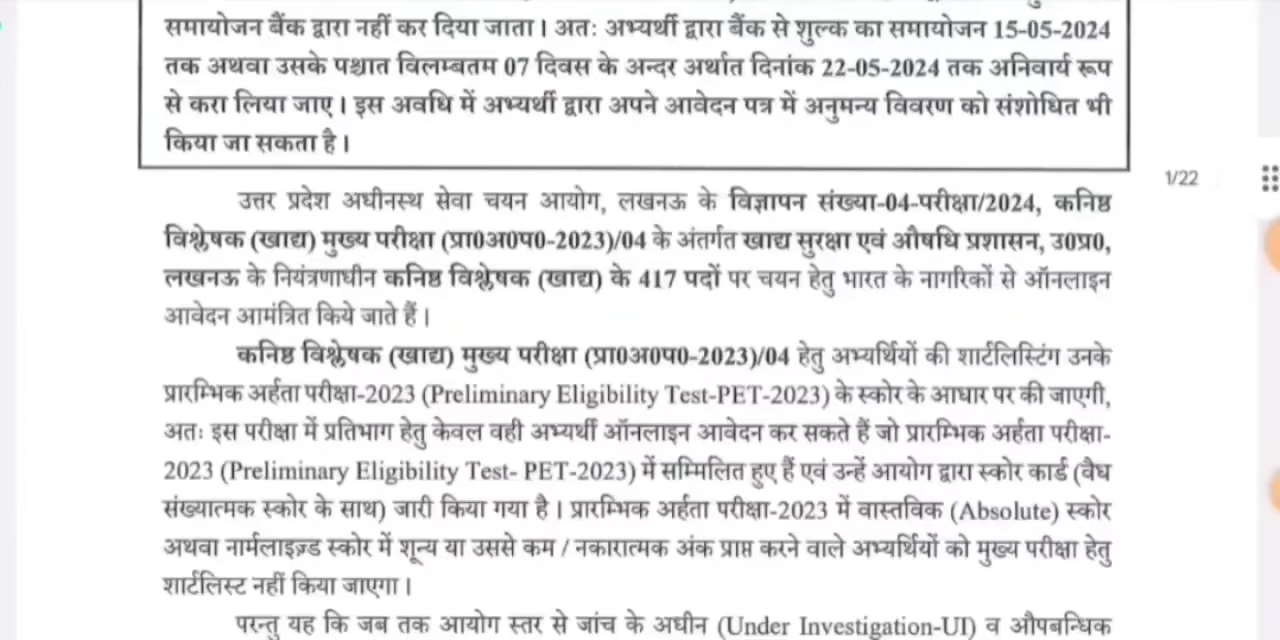 समायोजन बैंक द्वारा नहीं कर दिया जाता। अतः अभ्यर्थी द्वारा बैंक से शुल्क का समायोजन 15-05-2024
तक अथवा उसके पश्चात विलम्बतम 07 दिवस के अन्दर अर्थात दिनांक 22-05-2024 तक अनिवार्य रूप
से करा लिया जाए। इस अवधि में अभ्यर्थी द्वारा अपने आवेदन पत्र में अनुमन्य विवरण को संशोधित भी
किया जा सकता है।
1/22
उत्तर प्रदेश अधीनस्थ सेवा चयन आयोग, लखनऊ के विज्ञापन संख्या-04-परीक्षा/2024, कनिष्ठ
विश्लेषक (खाद्य) मुख्य परीक्षा (प्रा0अ0प0-2023)/04 के अंतर्गत खाद्य सुरक्षा एवं औषधि प्रशासन, उ0प्र0,
लखनऊ के नियंत्रणाधीन कनिष्ठ विश्लेषक (खाद्य) के 417 पदों पर चयन हेतु भारत के नागरिकों से ऑनलाइन
आवेदन आमंत्रित किये जाते हैं।
कनिष्ठ विश्लेषक (खाद्य) मुख्य परीक्षा (प्रा0अ0प0-2023)/04 हेतु अभ्यर्थियों की शार्टलिस्टिंग उनके
प्रारम्भिक अर्हता परीक्षा-2023 (Preliminary Eligibility Test-PET-2023) के स्कोर के आधार पर की जाएगी,
अतः इस परीक्षा में प्रतिभाग हेतु केवल वही अभ्यर्थी ऑनलाइन आवेदन कर सकते हैं जो प्रारम्भिक अर्हता परीक्षा-
2023 (Preliminary Eligibility Test- PET-2023) में सम्मिलित हुए हैं एवं उन्हें आयोग द्वारा स्कोर कार्ड (वैध
संख्यात्मक स्कोर के साथ) जारी किया गया है। प्रारम्भिक अर्हता परीक्षा-2023 में वास्तविक (Absolute) स्कोर
अथवा नार्मलाइज़्ड स्कोर में शून्य या उससे कम / नकारात्मक अंक प्राप्त करने वाले अभ्यर्थियों को मुख्य परीक्षा हेतु
शार्टलिस्ट नहीं किया जाएगा।
परन्तु यह कि जब तक आयोग स्तर से जांच के अधीन (Under Investigation-UI) व औपबन्धिक